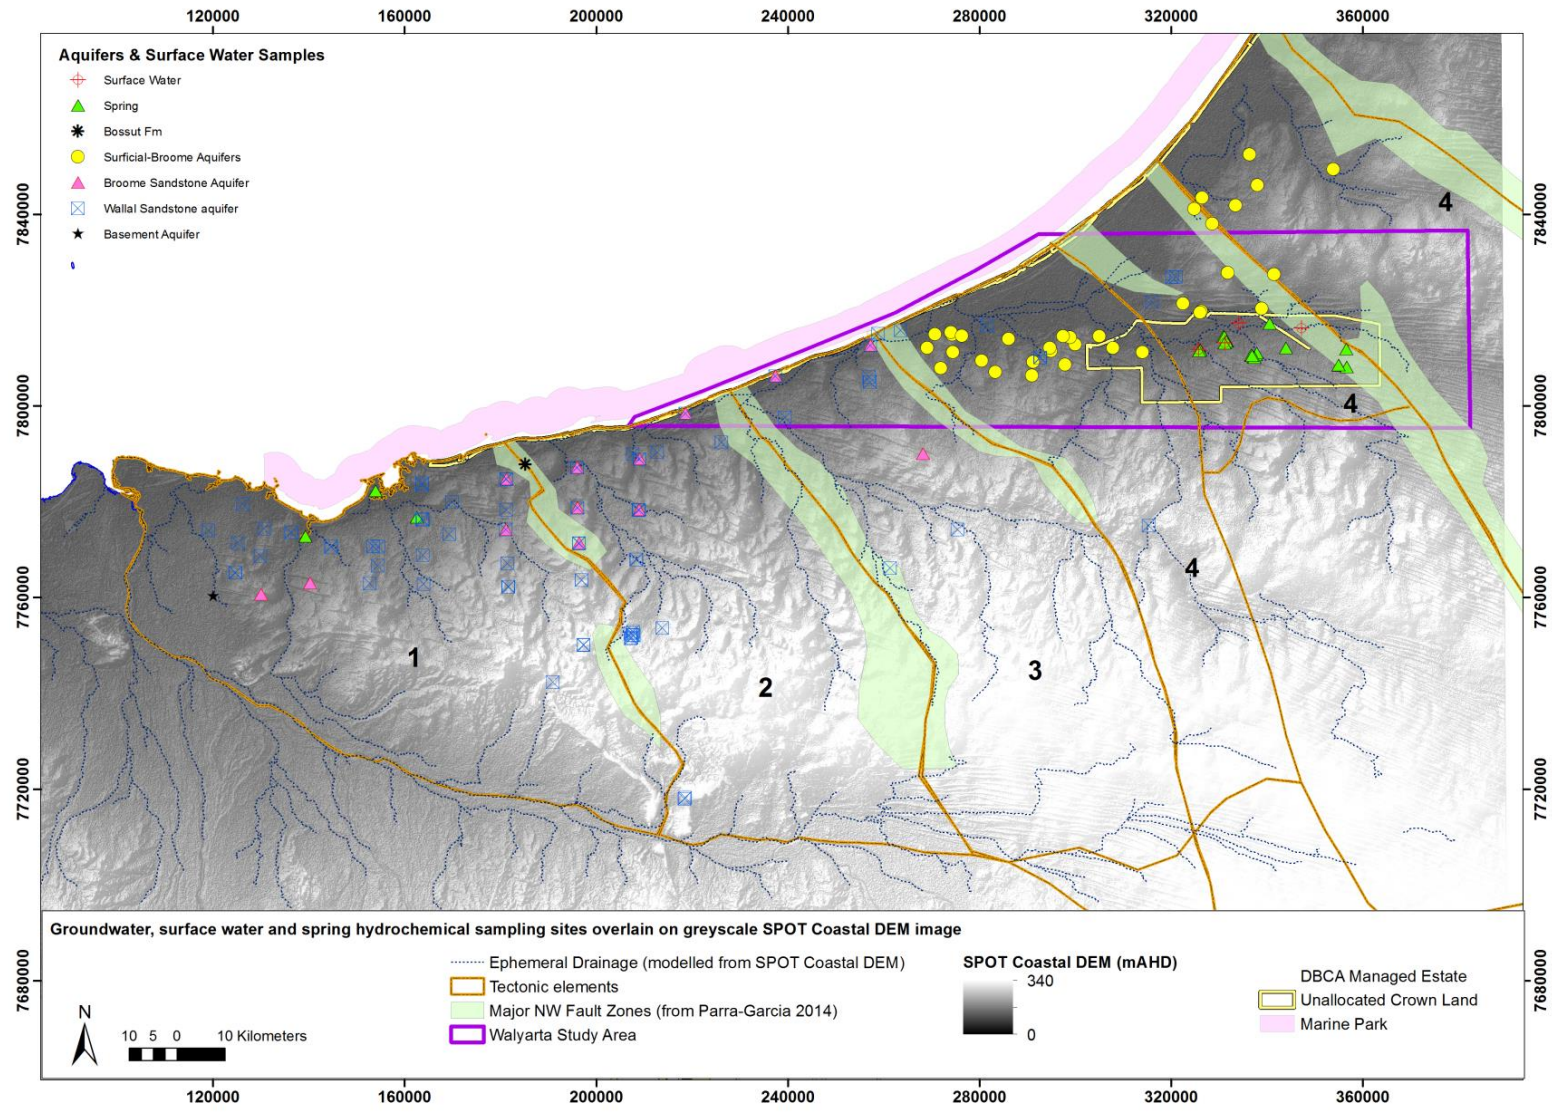 120000 160000 200000 240000 280000 320000 360000
Aquifers & Surface Water Samples
Surface Water
Spring
Bossut Fm
Surficial-Broome Aquifers
Broome Sandstone Aquifer
Wallal Sandstone aquifer
Basement Aquifer
7840000 4 7840000
7800000 4 7800000
4
7760000 7760000
1
3
2
7720000 7720000
Groundwater, surface water and spring hydrochemical sampling sites overlain on greyscale SPOT Coastal DEM image
Ephemeral Drainage (modelled from SPOT Coastal DEM)
Tectonic elements
Major NW Fault Zones (from Parra-Garcia 2014)
Walyarta Study Area
SPOT Coastal DEM (mAHD)
340
0
DBCA Managed Estate
Unallocated Crown Land
Marine Park
7680000 7680000
N
10 5 0 10 Kilometers
120000 160000 200000 240000 280000 320000 360000